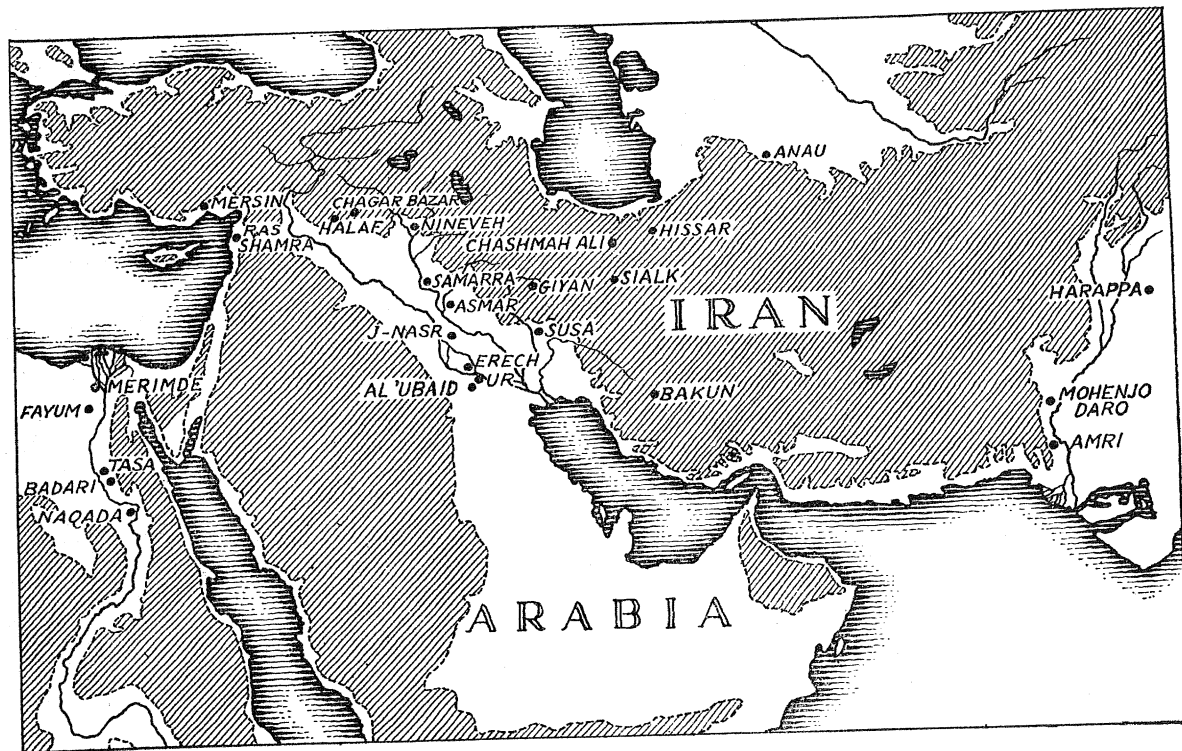 ANAU
MERSIN
CHAGAR BAZAR
HALAF
NINEVEH
RAS
SHAMRA
CHASHMAH ALI
HISSAR
SAMARRA
GIYAN
SIALK
ASMAR
IRAN
HARAPPA
J-NASR
SUSA
ERECH
UR
AL 'UBAID
BAKUN
MERIMDE
FAYUM
MOHENJO
DARO
AMRI
TASA
BADARI
NAQADA
ARABIA